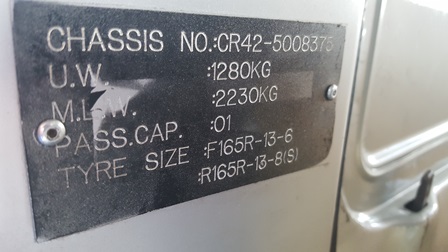 CHASSIS NO.:CR42-5008375
U.W. :1280KG
M.L.W. :2230KG
PASS.CAP. :01
TYRE SIZE :F165R-13-6
:R165R-13-8(S)